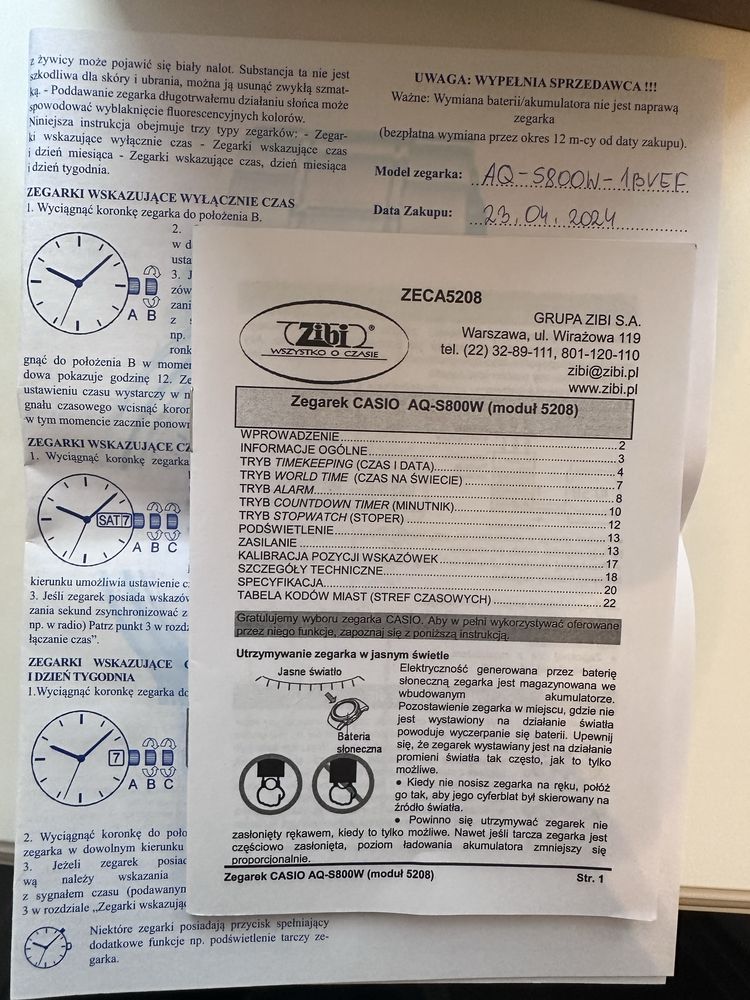 z żywicy może pojawić się biały nalot. Substancja ta nie jest
szkodliwa dla skóry i ubrania, można ją usunąć zwykłą szmat-
ką. - Poddawanie zegarka długotrwałemu działaniu słońca może
spowodować wyblaknięcie fluorescencyjnych kolorów.
Niniejsza instrukcja obejmuje trzy typy zegarków: - Zegar-
ki wskazujące wyłącznie czas - Zegarki wskazujące czas
i dzień miesiąca - Zegarki wskazujące czas, dzień miesiąca
i dzień tygodnia.
ZEGARKI WSKAZUJĄCE WYŁĄCZNIE CZAS
1. Wyciągnąć koronkę zegarka do położenia B.
2.
w d
usta
3. J
zów
zani
z
np.
ronk
A B
gnąć do położenia B w momen
dowa pokazuje godzinę 12. Ze
ustawieniu czasu wystarczy w n
gnału czasowego wcisnąć koron
w tym momencie zacznie ponown
ZEGARKI WSKAZUJĄCE CZ
1. Wyciągnąć koronkę zegarka
SAT 7
A B C
kierunku umożliwia ustawienie c
3. Jeśli zegarek posiada wskazów
zania sekund zsynchronizować z
np. w radio) Patrz punkt 3 w rozdz
łączanie czas”.
ZEGARKI WSKAZUJĄCE
I DZIEŃ TYGODNIA
1.Wyciągnąć koronkę zegarka do
7
A B C
2. Wyciągnąć koronkę do poło
zegarka w dowolnym kierunku
3. Jeżeli zegarek posiad
wą należy wskazania
z sygnałem czasu (podawanym
3 w rozdziale „Zegarki wskazując
Niektóre zegarki posiadają przycisk spełniający
dodatkowe funkcje np. podświetlenie tarczy ze-
garka.
UWAGA: WYPEŁNIA SPRZEDAWCA !!!
Ważne: Wymiana baterii/akumulatora nie jest naprawą
zegarka
(bezpłatna wymiana przez okres 12 m-cy od daty zakupu).
Model zegarka: AQ-S800W-1BVEF
Data Zakupu: 23.04.2024
ZECA5208
Zibi®
WSZYSTKO O CZASIE
GRUPA ZIBI S.A.
Warszawa, ul. Wirażowa 119
tel. (22) 32-89-111, 801-120-110
zibi@zibi.pl
www.zibi.pl
Zegarek CASIO AQ-S800W (moduł 5208)
WPROWADZENIE 2
INFORMACJE OGÓLNE 3
TRYB TIMEKEEPING (CZAS I DATA) 4
TRYB WORLD TIME (CZAS NA ŚWIECIE) 7
TRYB ALARM 8
TRYB COUNTDOWN TIMER (MINUTNIK) 10
TRYB STOPWATCH (STOPER) 12
PODŚWIETLENIE 13
ZASILANIE 13
KALIBRACJA POZYCJI WSKAZÓWEK 17
SZCZEGÓŁY TECHNICZNE 18
SPECYFIKACJA 20
TABELA KODÓW MIAST (STREF CZASOWYCH) 22
Gratulujemy wyboru zegarka CASIO. Aby w pełni wykorzystywać oferowane
przez niego funkcje, zapoznaj się z poniższą instrukcją.
Utrzymywanie zegarka w jasnym świetle
Jasne światło
Bateria
słoneczna
Elektryczność generowana przez baterię
słoneczną zegarka jest magazynowana we
wbudowanym akumulatorze.
Pozostawienie zegarka w miejscu, gdzie nie
jest wystawiony na działanie światła
powoduje wyczerpanie się baterii. Upewnij
się, że zegarek wystawiany jest na działanie
promieni światła tak często, jak to tylko
możliwe.
• Kiedy nie nosisz zegarka na ręku, połóż
go tak, aby jego cyferblat był skierowany na
źródło światła.
• Powinno się utrzymywać zegarek nie
zasłonięty rękawem, kiedy to tylko możliwe. Nawet jeśli tarcza zegarka jest
częściowo zasłonięta, poziom ładowania akumulatora zmniejszy się
proporcjonalnie.
Zegarek CASIO AQ-S800W (moduł 5208) Str. 1